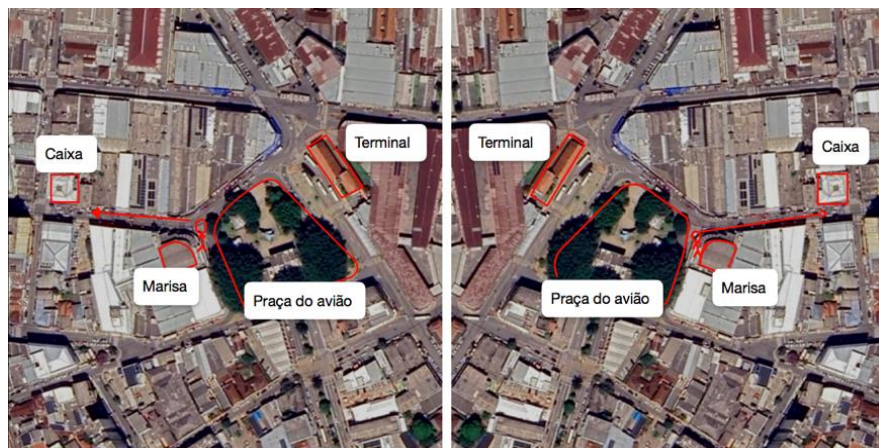 Terminal
Caixa
Marisa
Praça do avião
Terminal
Caixa
Praça do avião
Marisa